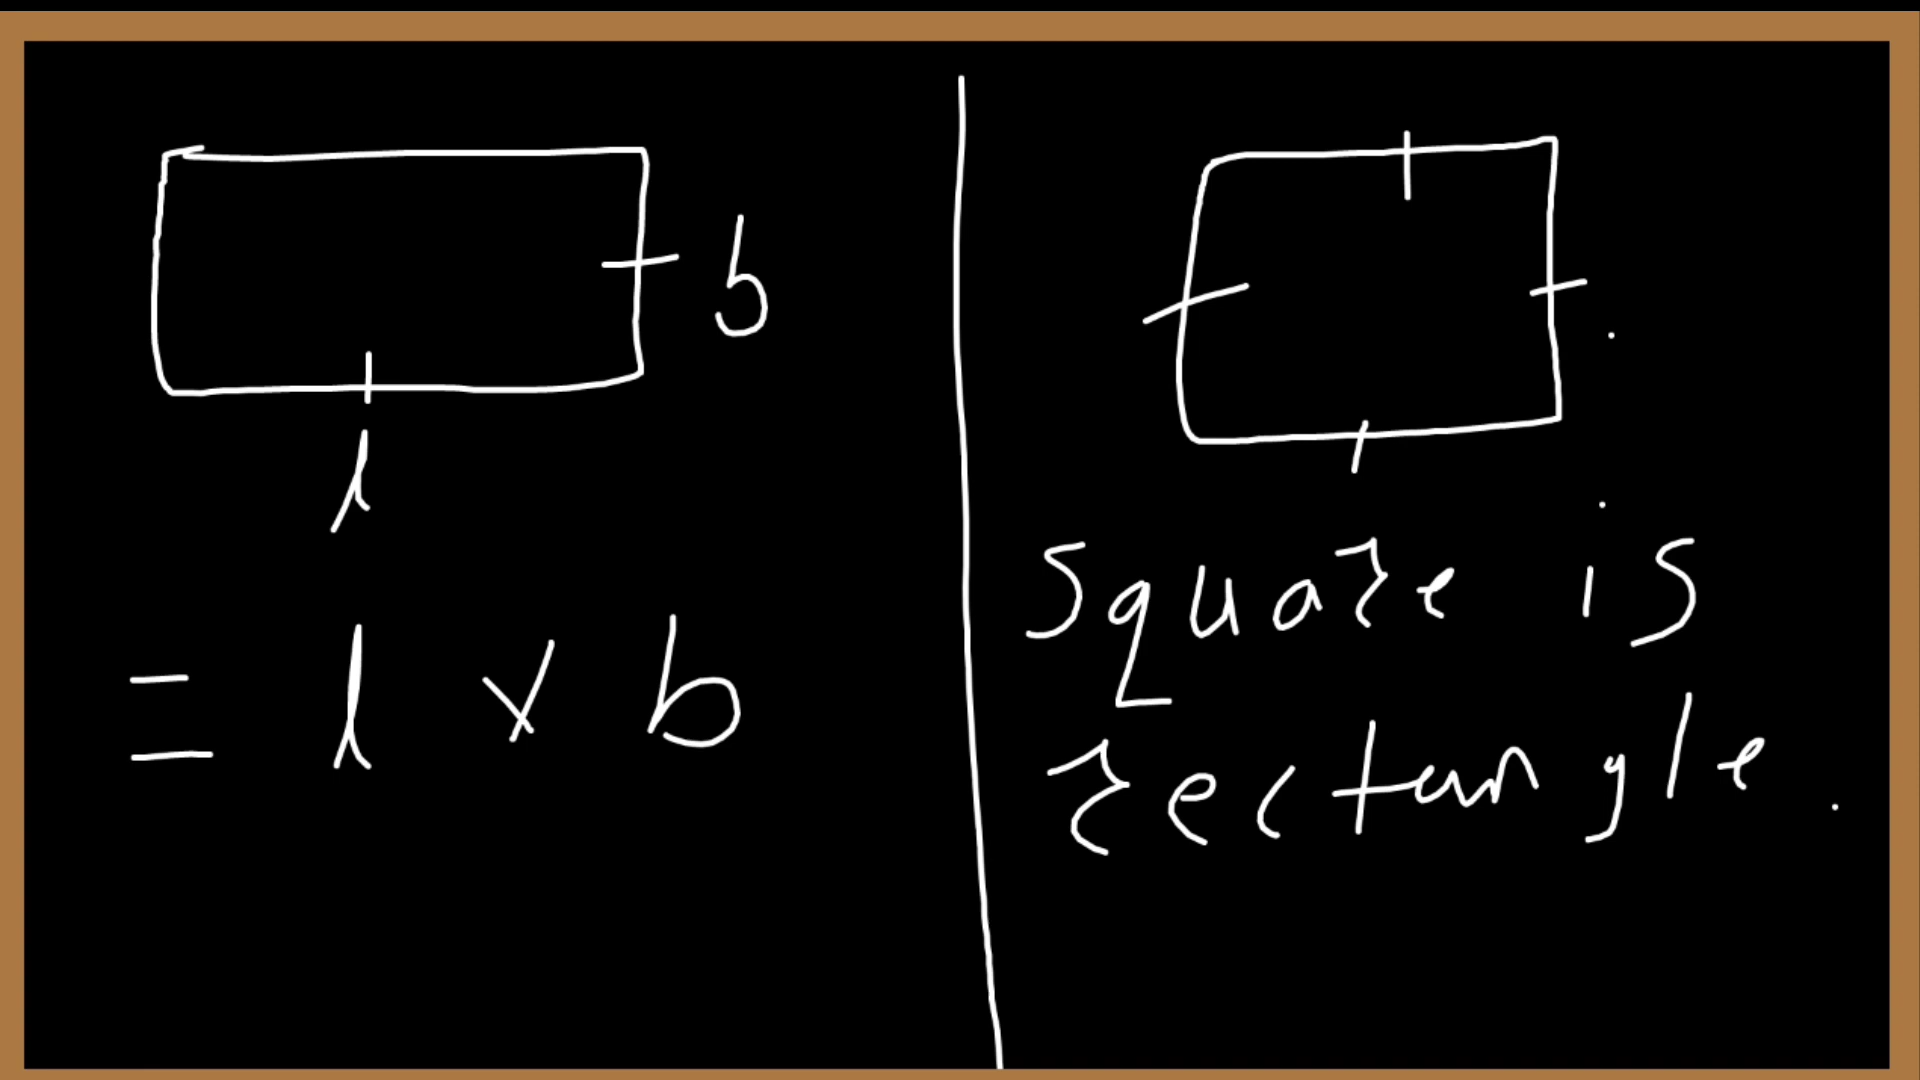 b
l
= l x b
Square is
rectangle.